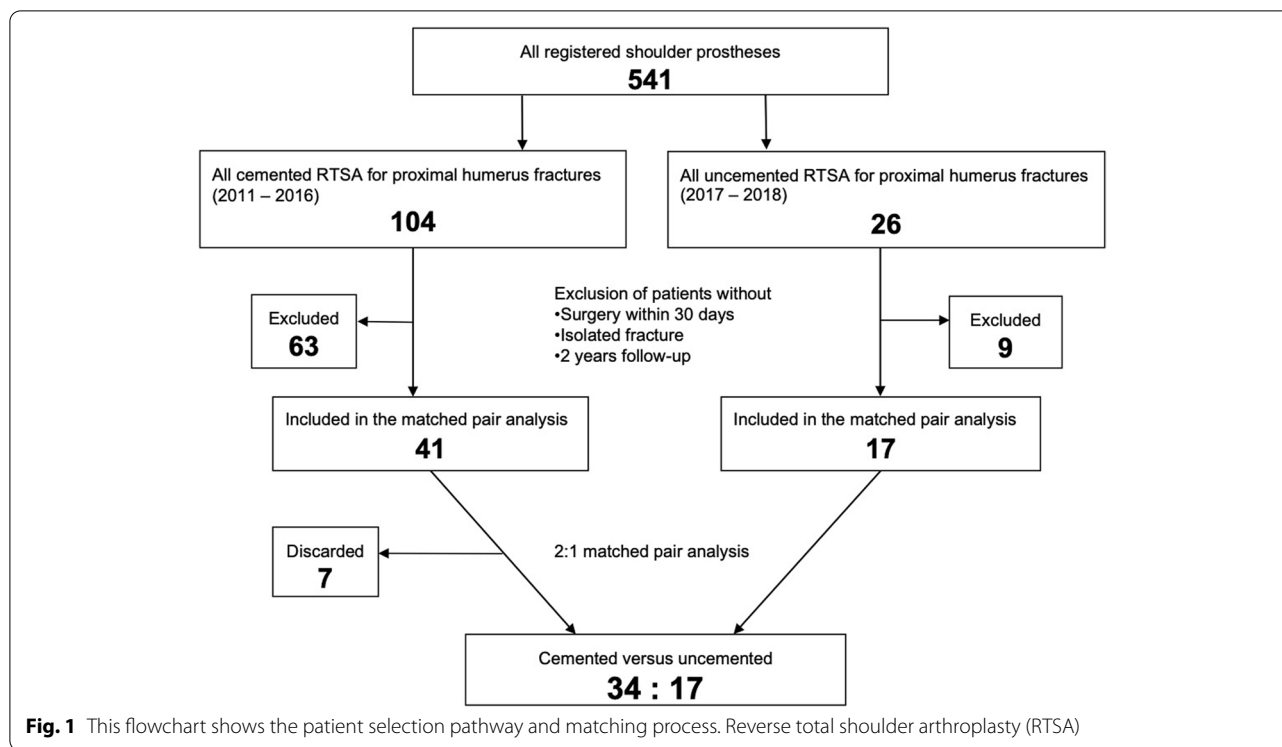 All registered shoulder prostheses
541
All cemented RTSA for proximal humerus fractures
(2011 – 2016)
104
All uncemented RTSA for proximal humerus fractures
(2017 – 2018)
26
Excluded
63
Exclusion of patients without
•Surgery within 30 days
•Isolated fracture
•2 years follow-up
Excluded
9
Included in the matched pair analysis
41
Included in the matched pair analysis
17
Discarded
7
2:1 matched pair analysis
Cemented versus uncemented
34 : 17
Fig. 1 This flowchart shows the patient selection pathway and matching process. Reverse total shoulder arthroplasty (RTSA)